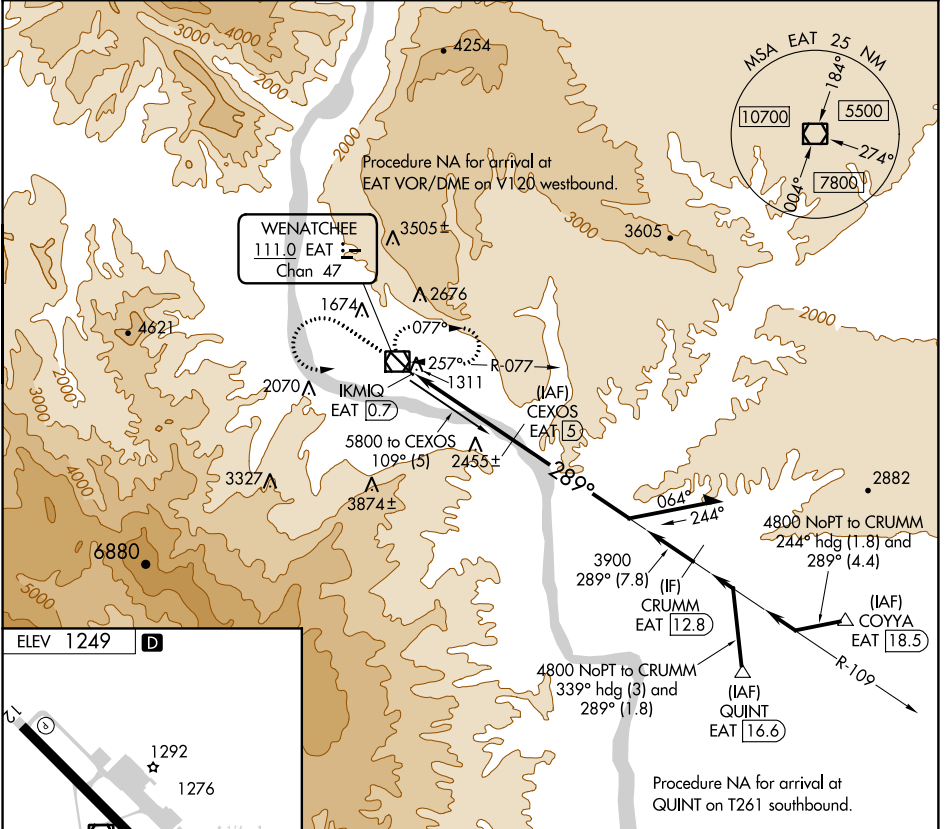 3000
4000
2000
4254
MSA EAT 25 NM
184°
10700
5500
274°
7800
004°
2000
Procedure NA for arrival at
EAT VOR/DME on V120 westbound.
3000
3605
WENATCHEE
111.0 EAT
Chan 47
3505±
2676
1674
077°
2000
4621
257°
R-077
1311
2070
IKMIQ
EAT 0.7
(IAF)
CEXOS
EAT 5
5800 to CEXOS
109° (5)
2455±
289°
3000
2000
4000
3327
3874±
064°
244°
2882
4800 NoPT to CRUMM
244° hdg (1.8) and
289° (4.4)
3900
289° (7.8)
(IF)
CRUMM
EAT 12.8
6880
5000
(IAF)
COYYA
EAT 18.5
R-109
4800 NoPT to CRUMM
339° hdg (3) and
289° (1.8)
(IAF)
QUINT
EAT 16.6
ELEV 1249 D
12
P
1292
1276
Procedure NA for arrival at
QUINT on T261 southbound.